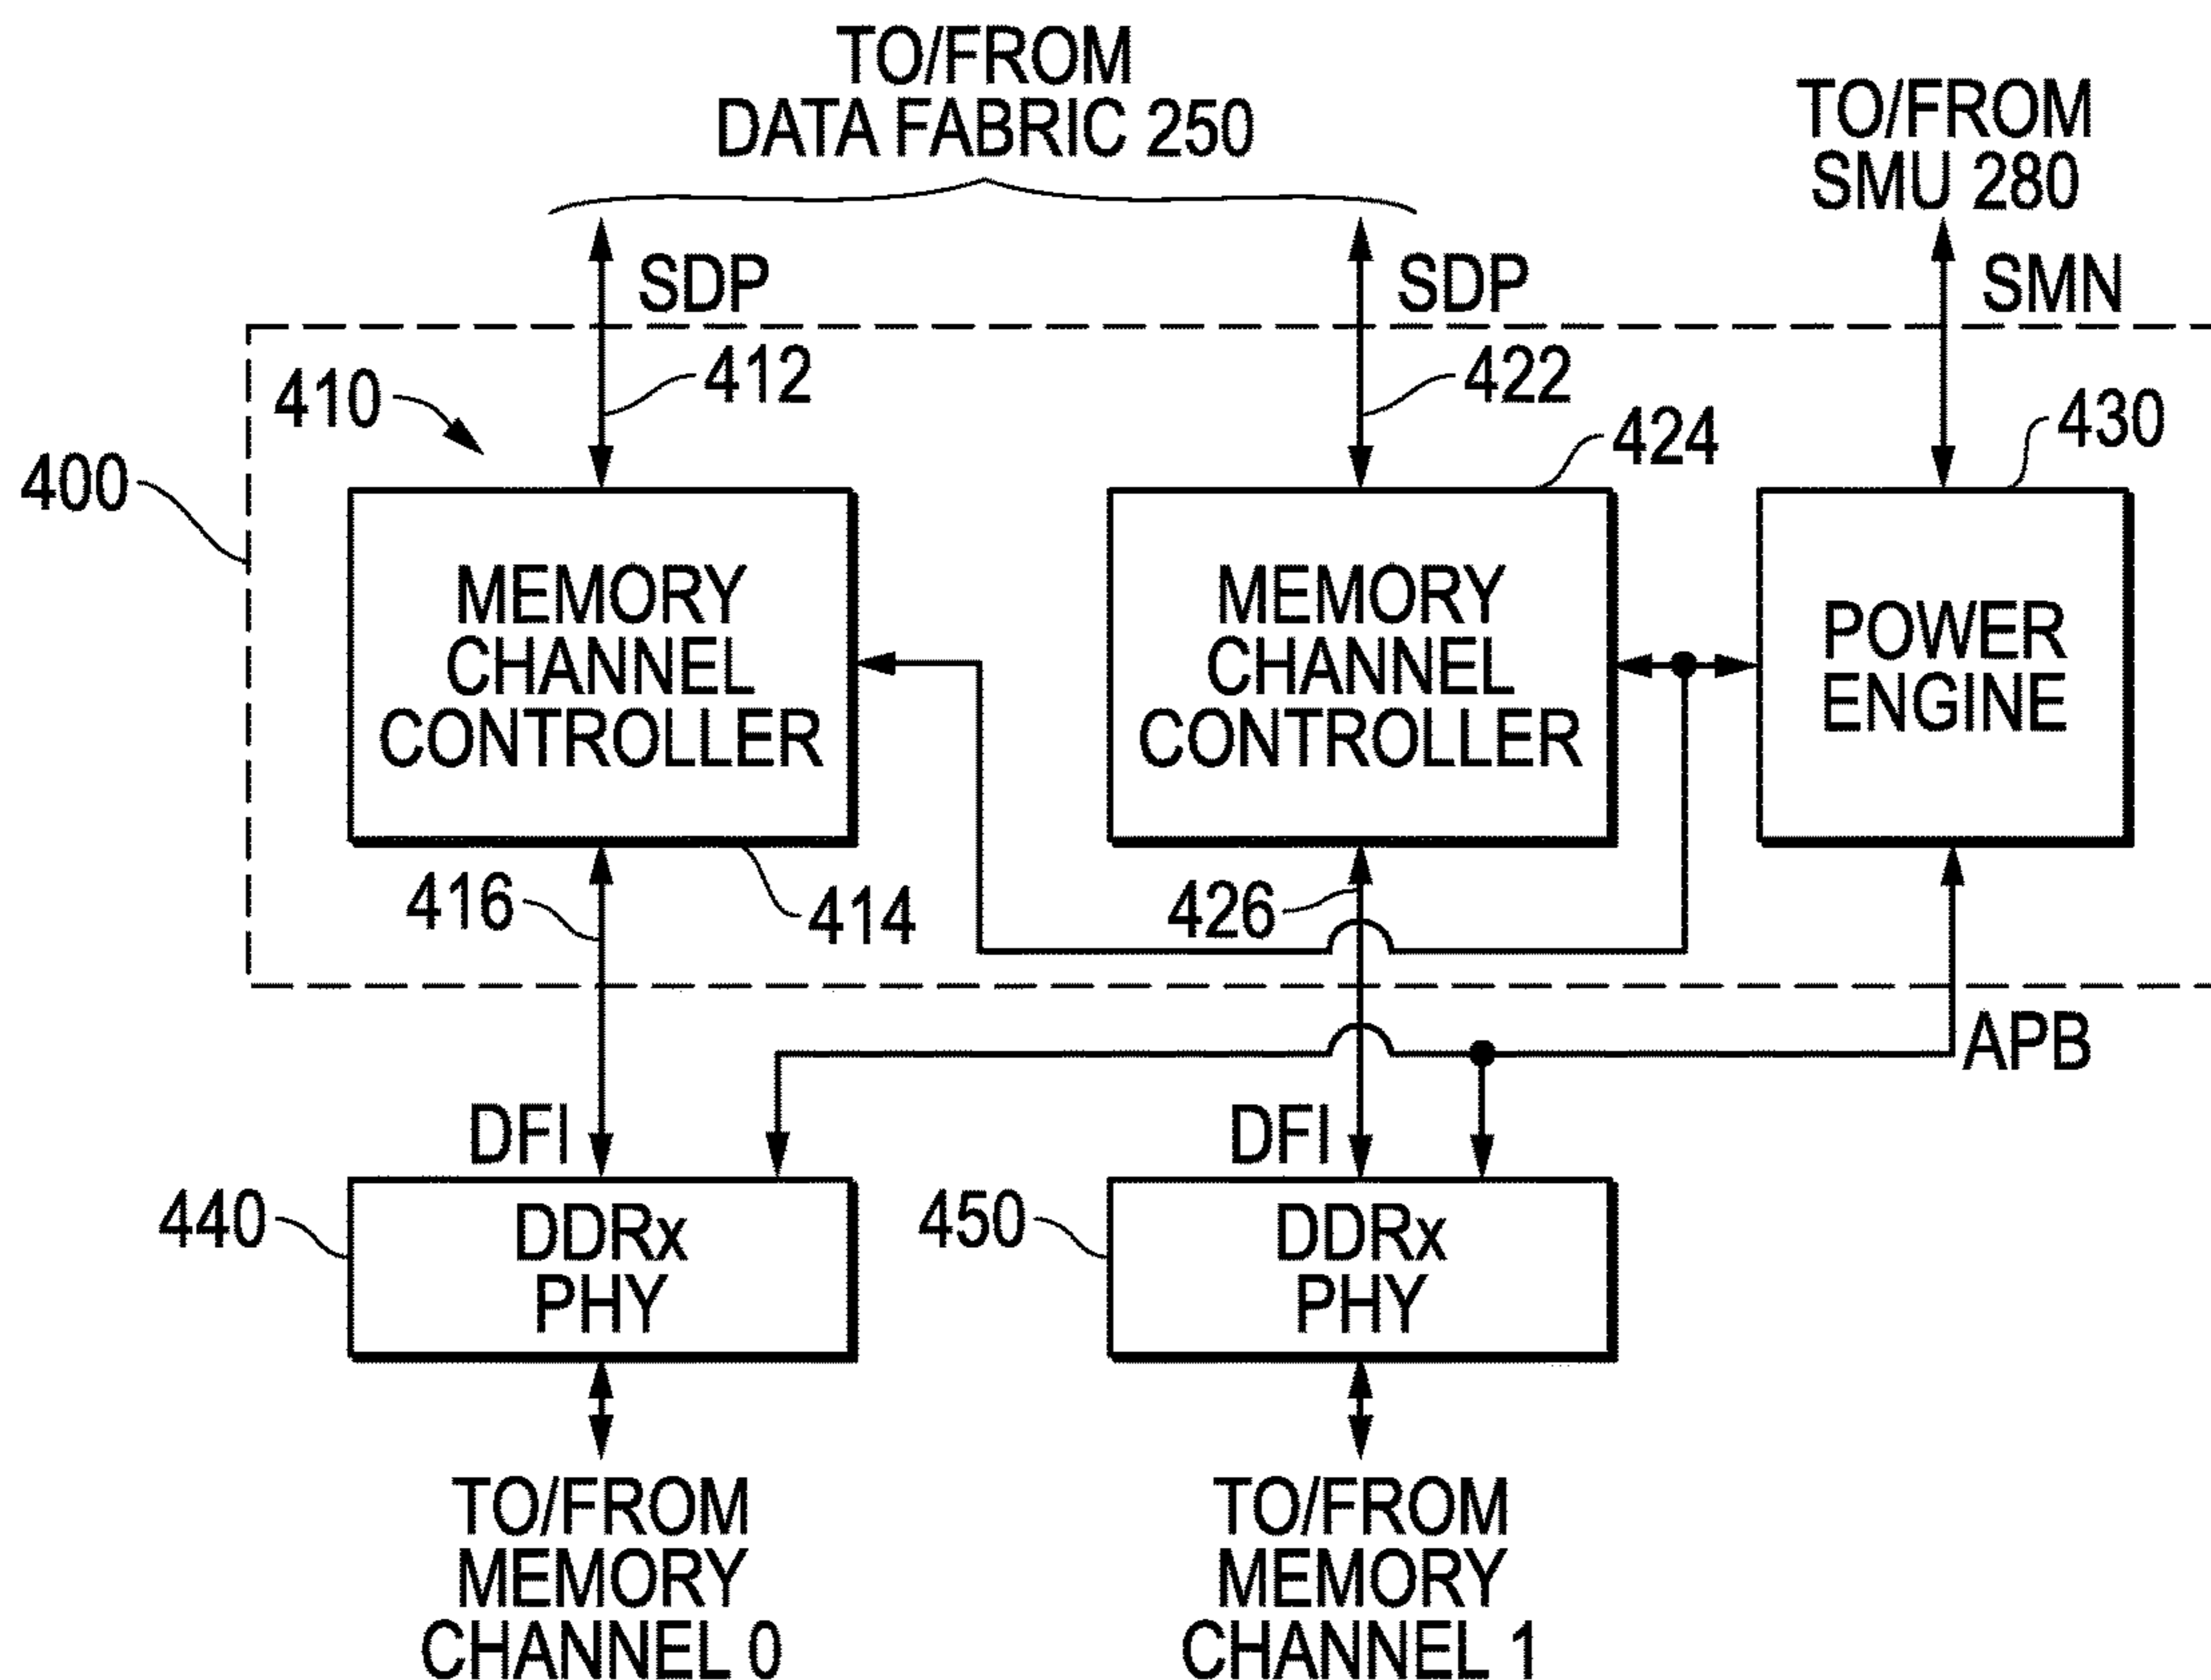 TO/FROM
DATA FABRIC 250
TO/FROM
SMU 280
SDP
SDP
SMN
410
412
422
424
430
400
MEMORY
CHANNEL
CONTROLLER
MEMORY
CHANNEL
CONTROLLER
POWER
ENGINE
416
414
426
APB
DFI
DFI
440
DDRx
PHY
450
DDRx
PHY
TO/FROM
MEMORY
CHANNEL 0
TO/FROM
MEMORY
CHANNEL 1